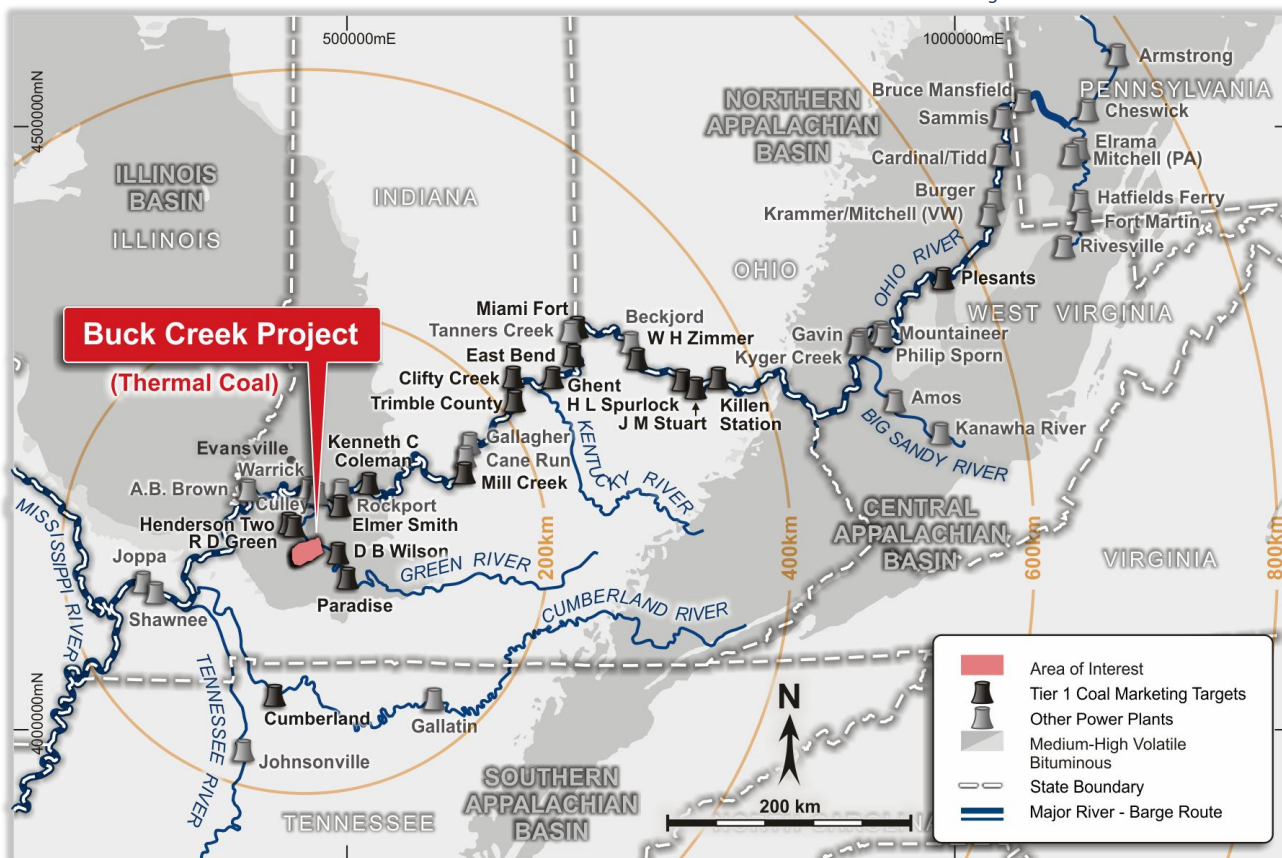 500000mE
1000000mE
4500000mN
4000000mN
Armstrong
PENNSYLVANIA
Bruce Mansfield
Cheswick
Sammis
NORTHERN
APPALACHIAN
BASIN
Elrama
Mitchell (PA)
Cardinal/Tidd
ILLINOIS
BASIN
ILLINOIS
INDIANA
Burger
Krammer/Mitchell (VW)
Hatfields Ferry
Fort Martin
Rivesville
OHIO
OHIO RIVER
Plesants
WEST VIRGINIA
Buck Creek Project
(Thermal Coal)
Miami Fort
Tanners Creek
Beckjord
W H Zimmer
East Bend
Gavin
Kyger Creek
Mountaineer
Philip Sporn
Clifty Creek
Trimble County
Ghent
H L Spurlock
J M Stuart
Killen
Station
Amos
Kanawha River
BIG SANDY RIVER
Evansville
Warrick
A.B. Brown
Culley
Kenneth C
Coleman
Gallagher
Cane Run
Mill Creek
KENTUCKY RIVER
Rockport
Elmer Smith
Henderson Two
R D Green
D B Wilson
Paradise
GREEN RIVER
CENTRAL
APPALACHIAN
BASIN
VIRGINIA
200km
400km
600km
800km
MISSISSIPPI RIVER
Joppa
Shawnee
CUMBERLAND RIVER
TENNESSEE RIVER
Cumberland
Gallatin
Johnsonville
TENNESSEE
SOUTHERN
APPALACHIAN
BASIN
N
200 km
NORTH CAROLINA
Area of Interest
Tier 1 Coal Marketing Targets
Other Power Plants
Medium-High Volatile
Bituminous
State Boundary
Major River - Barge Route